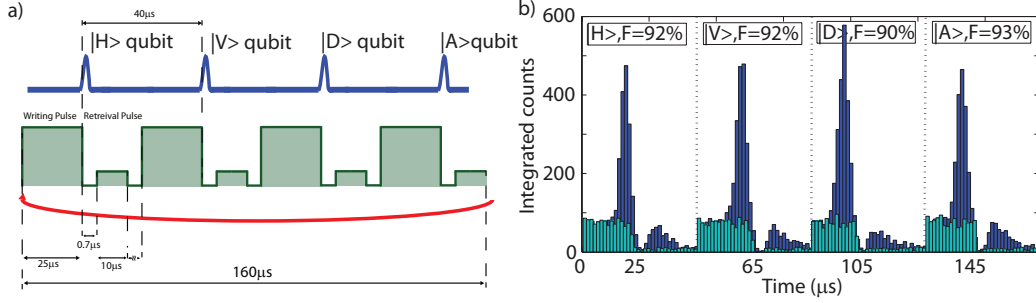 a)
40μs
|H> qubit
|V> qubit
|D> qubit
|A>qubit
Writing Pulse
Retreival Pulse
0.7μs
25μs
10μs
160μs
b)
|H>,F=92%
|V>,F=92%
|D>,F=90%
|A>,F=93%
Integrated counts
600
400
200
0
0
25
65
105
145
Time (μs)